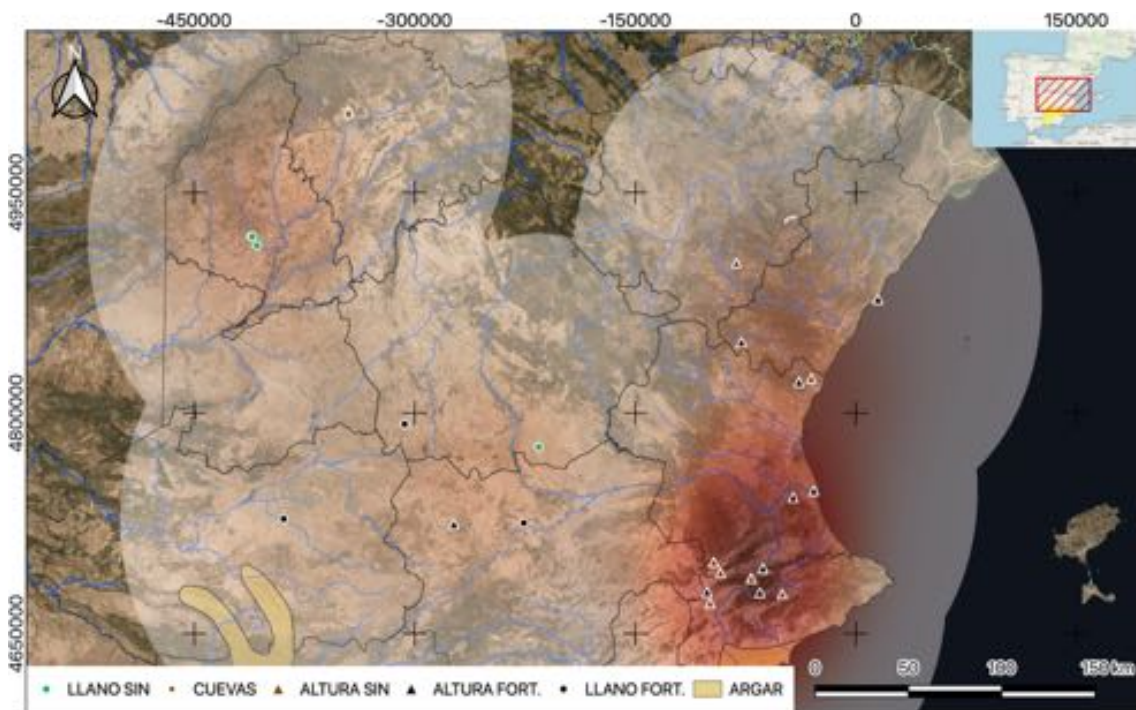 -450000 -300000 -150000 0 150000
N
4950000
4800000
4650000
0 50 100 150 km
LLANO SIN CUEVAS ALTURA SIN ALTURA FORT. LLANO FORT. ARGAR